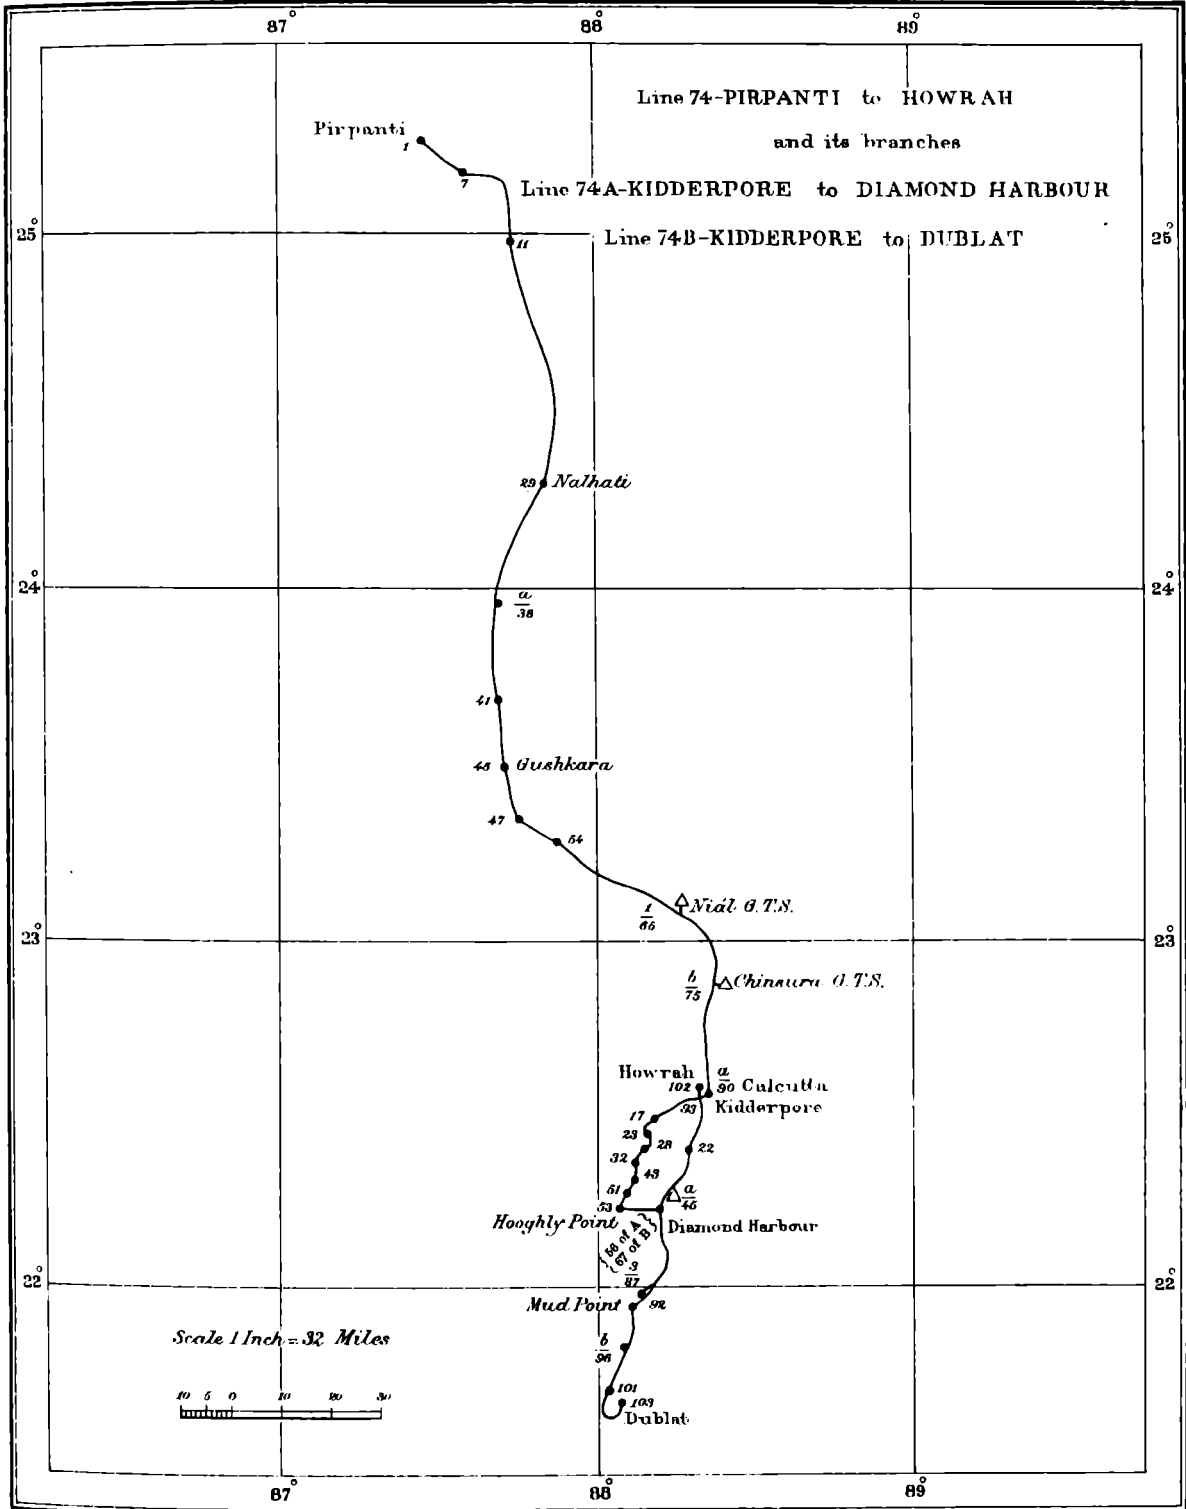 87° 88° 89°
Line 74-PIRPANTI to HOWRAH
and its branches
Line 74A-KIDDERPORE to DIAMOND HARBOUR
Line 74B-KIDDERPORE to DUBLAT
Pirpanti
1
7
25° 25°
11
29 Nalhati
24° 24°
a/38
41
45 Gushkara
47
54
Niál G.T.S.
1/65
23° 23°
b/75
Chinsura G.T.S.
Howrah
102
a/90 Calcutta
93 Kidderpore
17
23
28
22
32
43
51
a/45
53
Hooghly Point
Diamond Harbour
{56 of A}
{67 of B}
22° 22°
3/87
Mud Point 92
Scale 1 Inch = 32 Miles
b/96
10 5 0 10 20 30
101
103
Dublat
87° 88° 89°